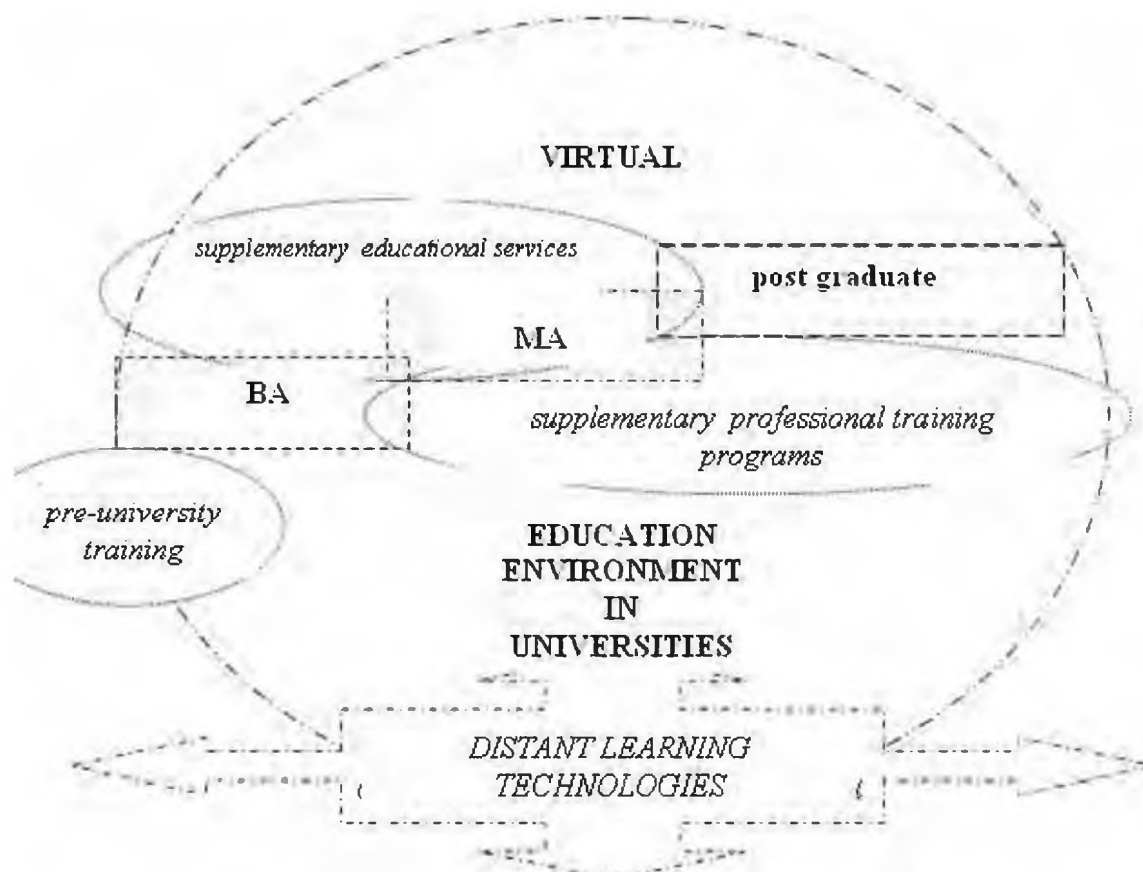 VIRTUAL
supplementary educational services
post graduate
MA
BA
supplementary professional training
programs
pre-university
training
EDUCATION
ENVIRONMENT
IN
UNIVERSITIES
DISTANT LEARNING
TECHNOLOGIES